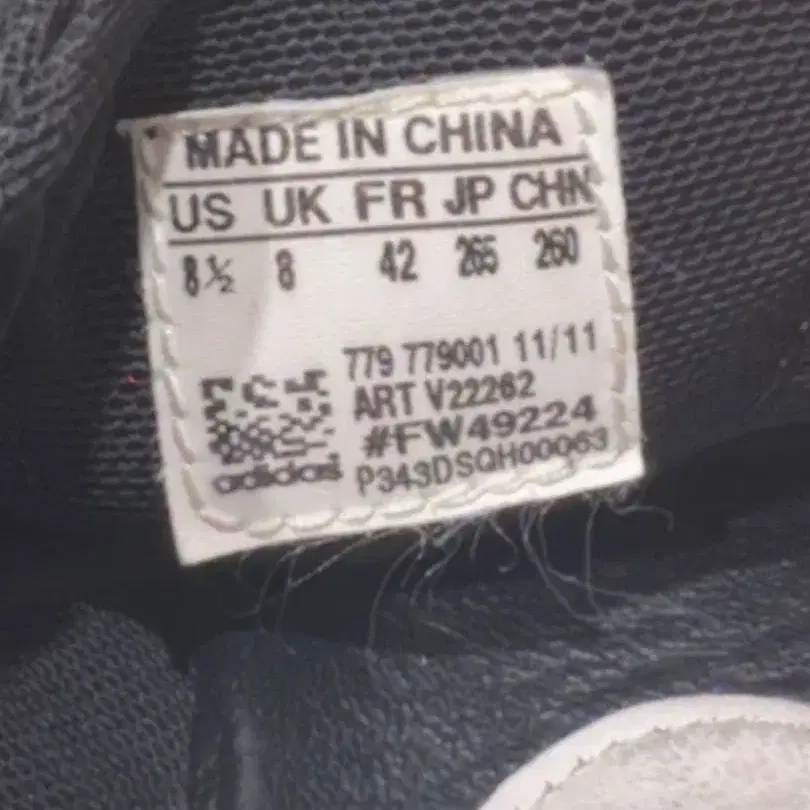 MADE IN CHINA
US UK FR JP CHN
8½ 8 42 265 260
779 779001 11/11
ART V22262
#FW49224
adidas P343DSQH00063